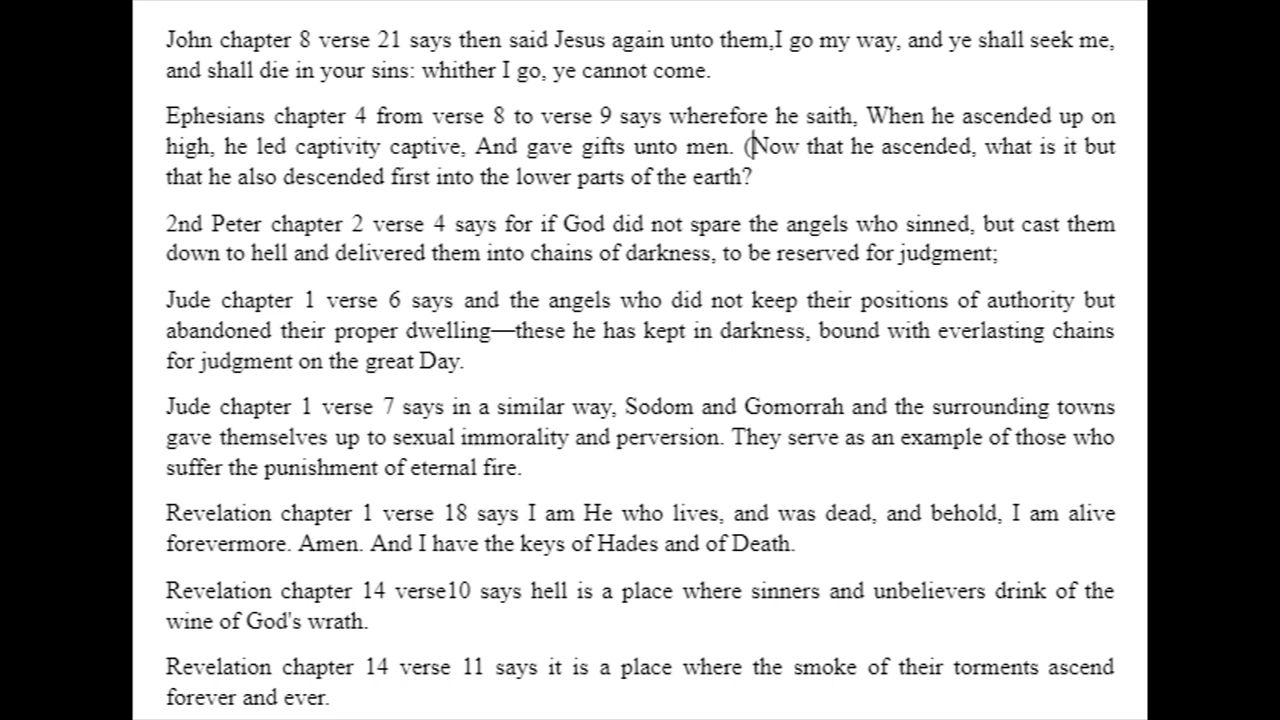 John chapter 8 verse 21 says then said Jesus again unto them,I go my way, and ye shall seek me,
and shall die in your sins: whither I go, ye cannot come.
Ephesians chapter 4 from verse 8 to verse 9 says wherefore he saith, When he ascended up on
high, he led captivity captive, And gave gifts unto men. (Now that he ascended, what is it but
that he also descended first into the lower parts of the earth?
2nd Peter chapter 2 verse 4 says for if God did not spare the angels who sinned, but cast them
down to hell and delivered them into chains of darkness, to be reserved for judgment;
Jude chapter 1 verse 6 says and the angels who did not keep their positions of authority but
abandoned their proper dwelling—these he has kept in darkness, bound with everlasting chains
for judgment on the great Day.
Jude chapter 1 verse 7 says in a similar way, Sodom and Gomorrah and the surrounding towns
gave themselves up to sexual immorality and perversion. They serve as an example of those who
suffer the punishment of eternal fire.
Revelation chapter 1 verse 18 says I am He who lives, and was dead, and behold, I am alive
forevermore. Amen. And I have the keys of Hades and of Death.
Revelation chapter 14 verse10 says hell is a place where sinners and unbelievers drink of the
wine of God's wrath.
Revelation chapter 14 verse 11 says it is a place where the smoke of their torments ascend
forever and ever.